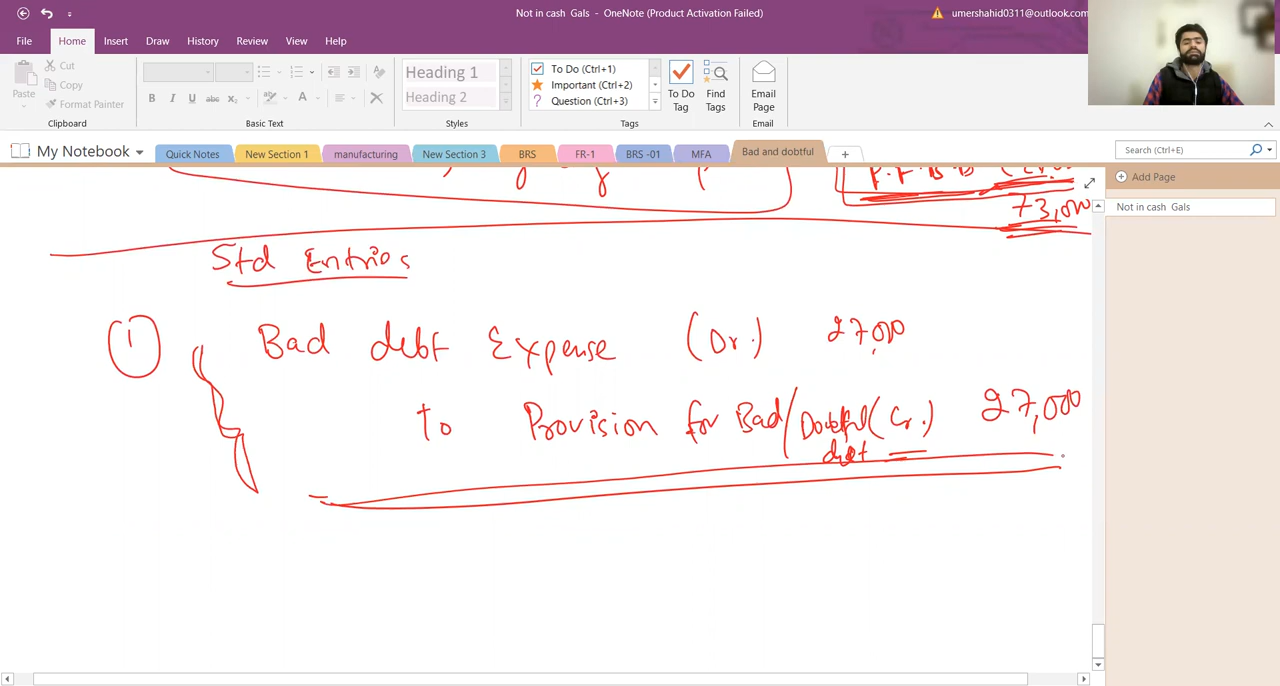 Not in cash Gals - OneNote (Product Activation Failed)
umershahid0311@outlook.com
File Home Insert Draw History Review View Help
Paste
Cut
Copy
Format Painter
Clipboard
B I U abc X₂ A
Basic Text
Heading 1
Heading 2
Styles
To Do (Ctrl+1)
Important (Ctrl+2)
Question (Ctrl+3)
Tags
To Do Tag
Find Tags
Email Page
Email
My Notebook
Quick Notes New Section 1 manufacturing New Section 3 BRS FR-1 BRS -01 MFA Bad and doubtful +
Search (Ctrl+E)
Add Page
Not in cash Gals
73,000
Std Entries
1 Bad debt Expense (Dr.) 27,000
to Provision for Bad/Doubtful (Cr.) 27,000
debt